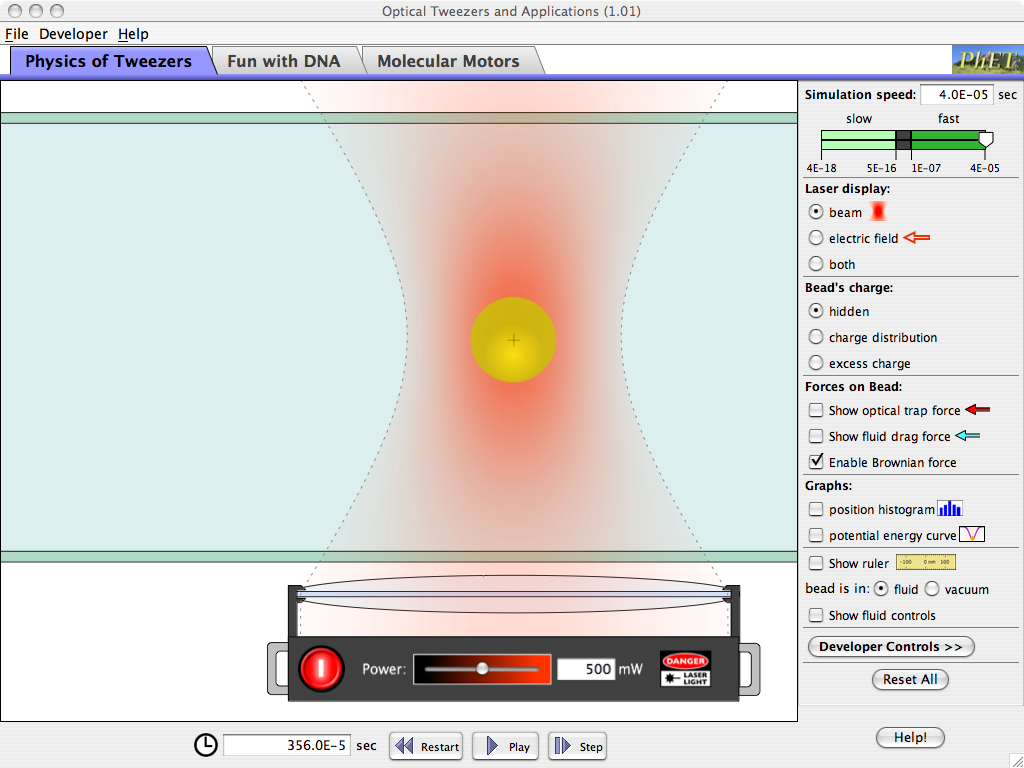 Optical Tweezers and Applications (1.01)
File Developer Help
Physics of Tweezers Fun with DNA Molecular Motors
PhET
Simulation speed: 4.0E-05 sec
slow fast
4E-18 5E-16 1E-07 4E-05
Laser display:
beam
electric field
both
Bead's charge:
hidden
charge distribution
excess charge
Forces on Bead:
Show optical trap force
Show fluid drag force
Enable Brownian force
Graphs:
position histogram
potential energy curve
Show ruler -100 0 nm 100
bead is in: fluid vacuum
Show fluid controls
Developer Controls >>
Reset All
Help!
Power: 500 mW
DANGER
LASER
LIGHT
356.0E-5 sec Restart Play Step